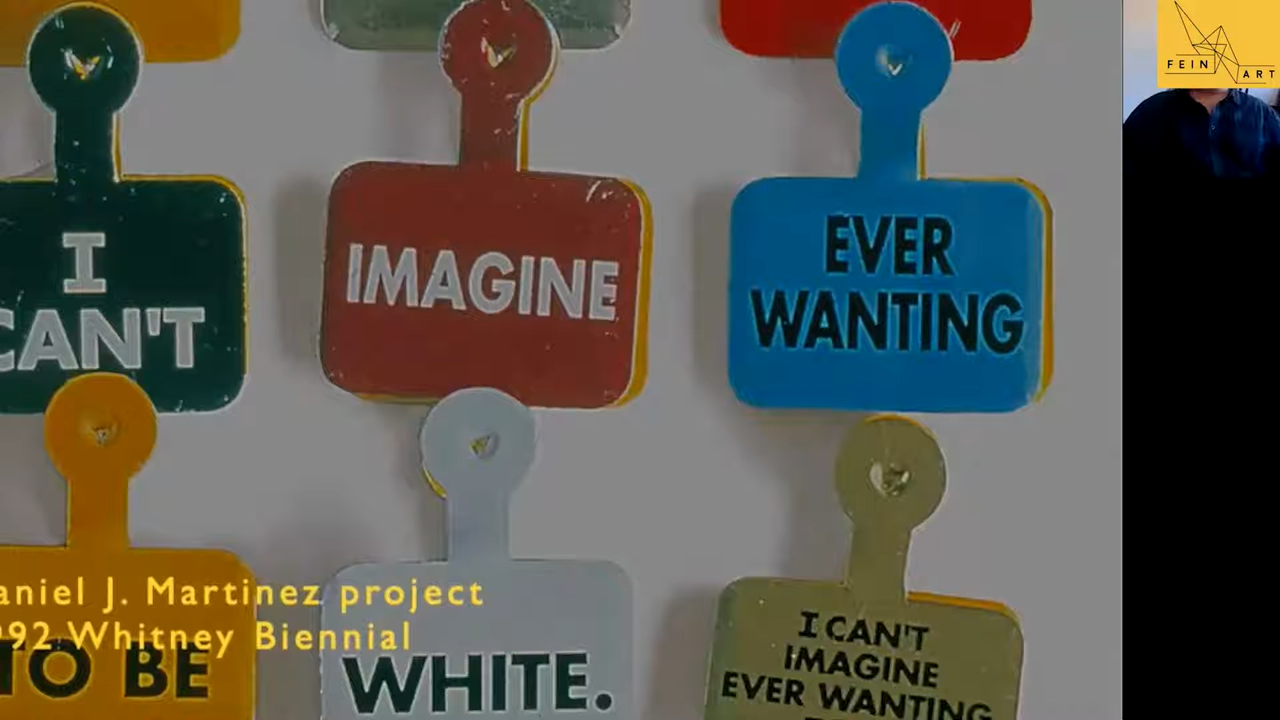 FEIN
ART
I
CAN'T
IMAGINE
EVER
WANTING
aniel J. Martinez project
992 Whitney Biennial
TO BE
WHITE.
I CAN'T
IMAGINE
EVER WANTING